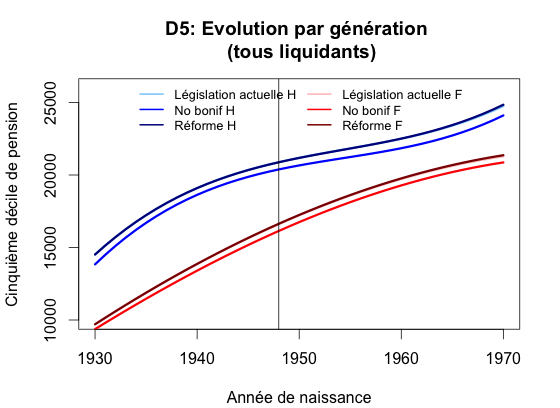 D5: Evolution par génération
(tous liquidants)
Législation actuelle H
No bonif H
Réforme H
Législation actuelle F
No bonif F
Réforme F
Cinquième décile de pension
25000
20000
15000
10000
1930 1940 1950 1960 1970
Année de naissance